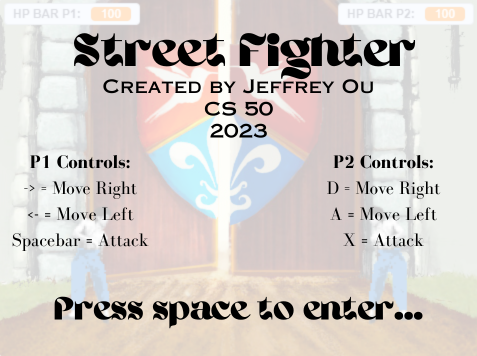 HP BAR P1: 100
HP BAR P2: 100
Street Fighter
Created by Jeffrey Ou
CS 50
2023
P1 Controls:
-> = Move Right
<- = Move Left
Spacebar = Attack
P2 Controls:
D = Move Right
A = Move Left
X = Attack
Press space to enter...